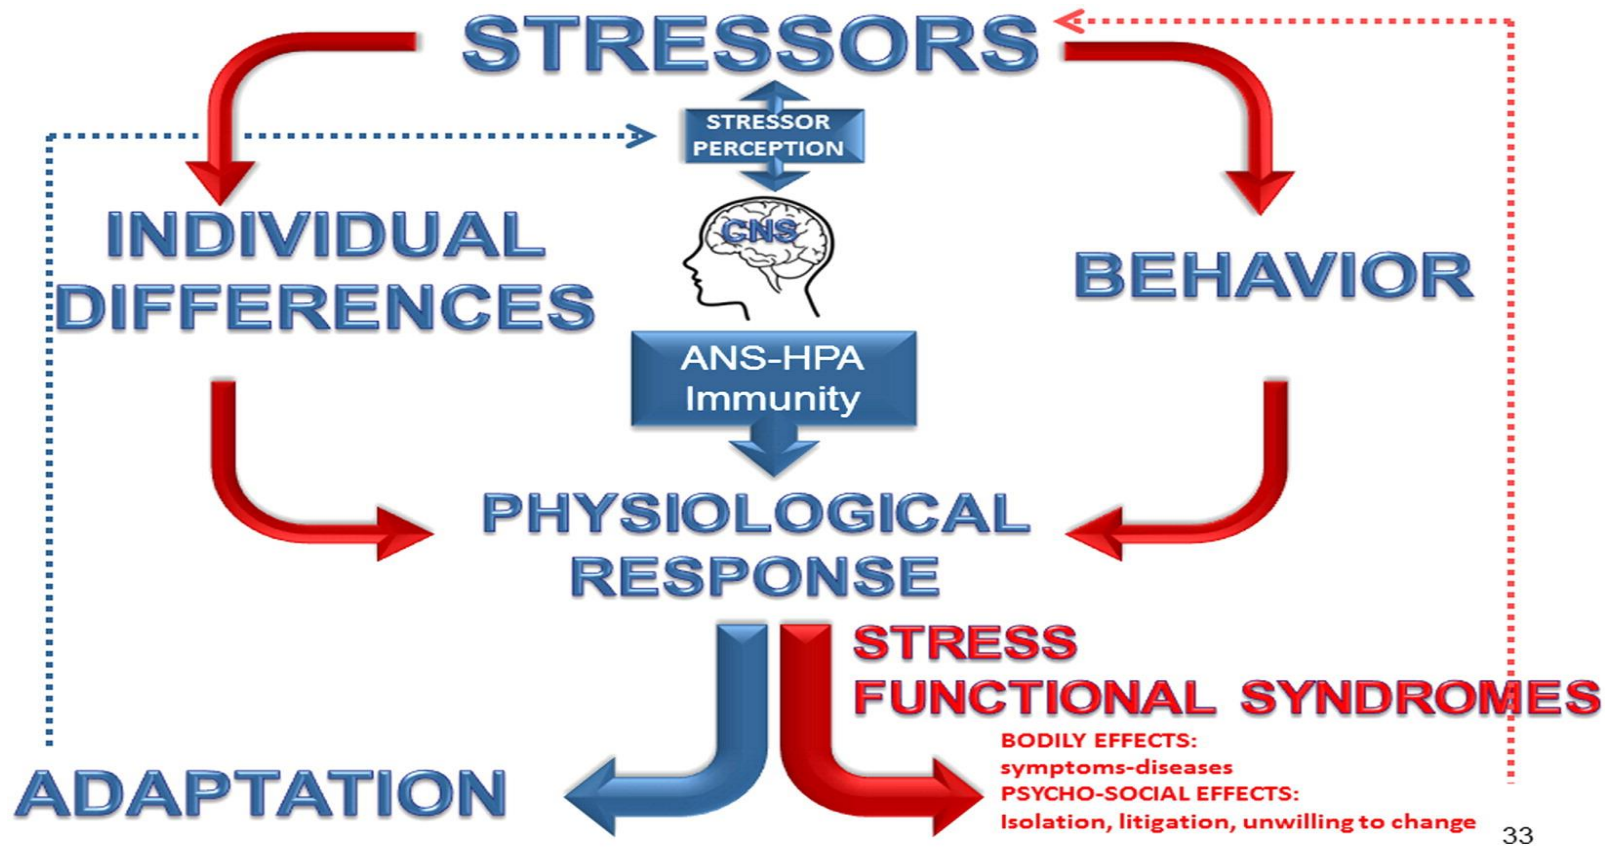 STRESSORS
STRESSOR
PERCEPTION
CNS
INDIVIDUAL
DIFFERENCES
BEHAVIOR
ANS-HPA
Immunity
PHYSIOLOGICAL
RESPONSE
STRESS
FUNCTIONAL SYNDROMES
BODILY EFFECTS:
symptoms-diseases
PSYCHO-SOCIAL EFFECTS:
Isolation, litigation, unwilling to change
ADAPTATION
33